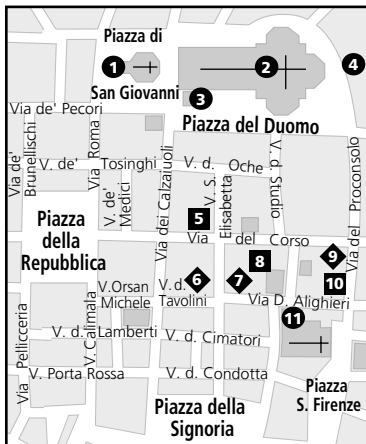 Piazza di
San Giovanni
1
2
3
4
Via de' Pecori
Piazza del Duomo
Via de'
Brunelleschi
Via Roma
V. de' Tosinghi
V. de'
Medici
Via dei Calzaiuoli
V. d. Oche
V. S.
Elisabetta
V. d. Studio
Via del Proconsolo
5
Via del Corso
Piazza
della
Repubblica
6
7
8
9
10
V.Orsan
Michele
V. d.
Tavolini
Via D. Alighieri
11
Via Pellicceria
V. Calimala
V. d. Lamberti
V. d. Cimatori
V. Porta Rossa
V. d. Condotta
Piazza della
Signoria
Piazza
S. Firenze